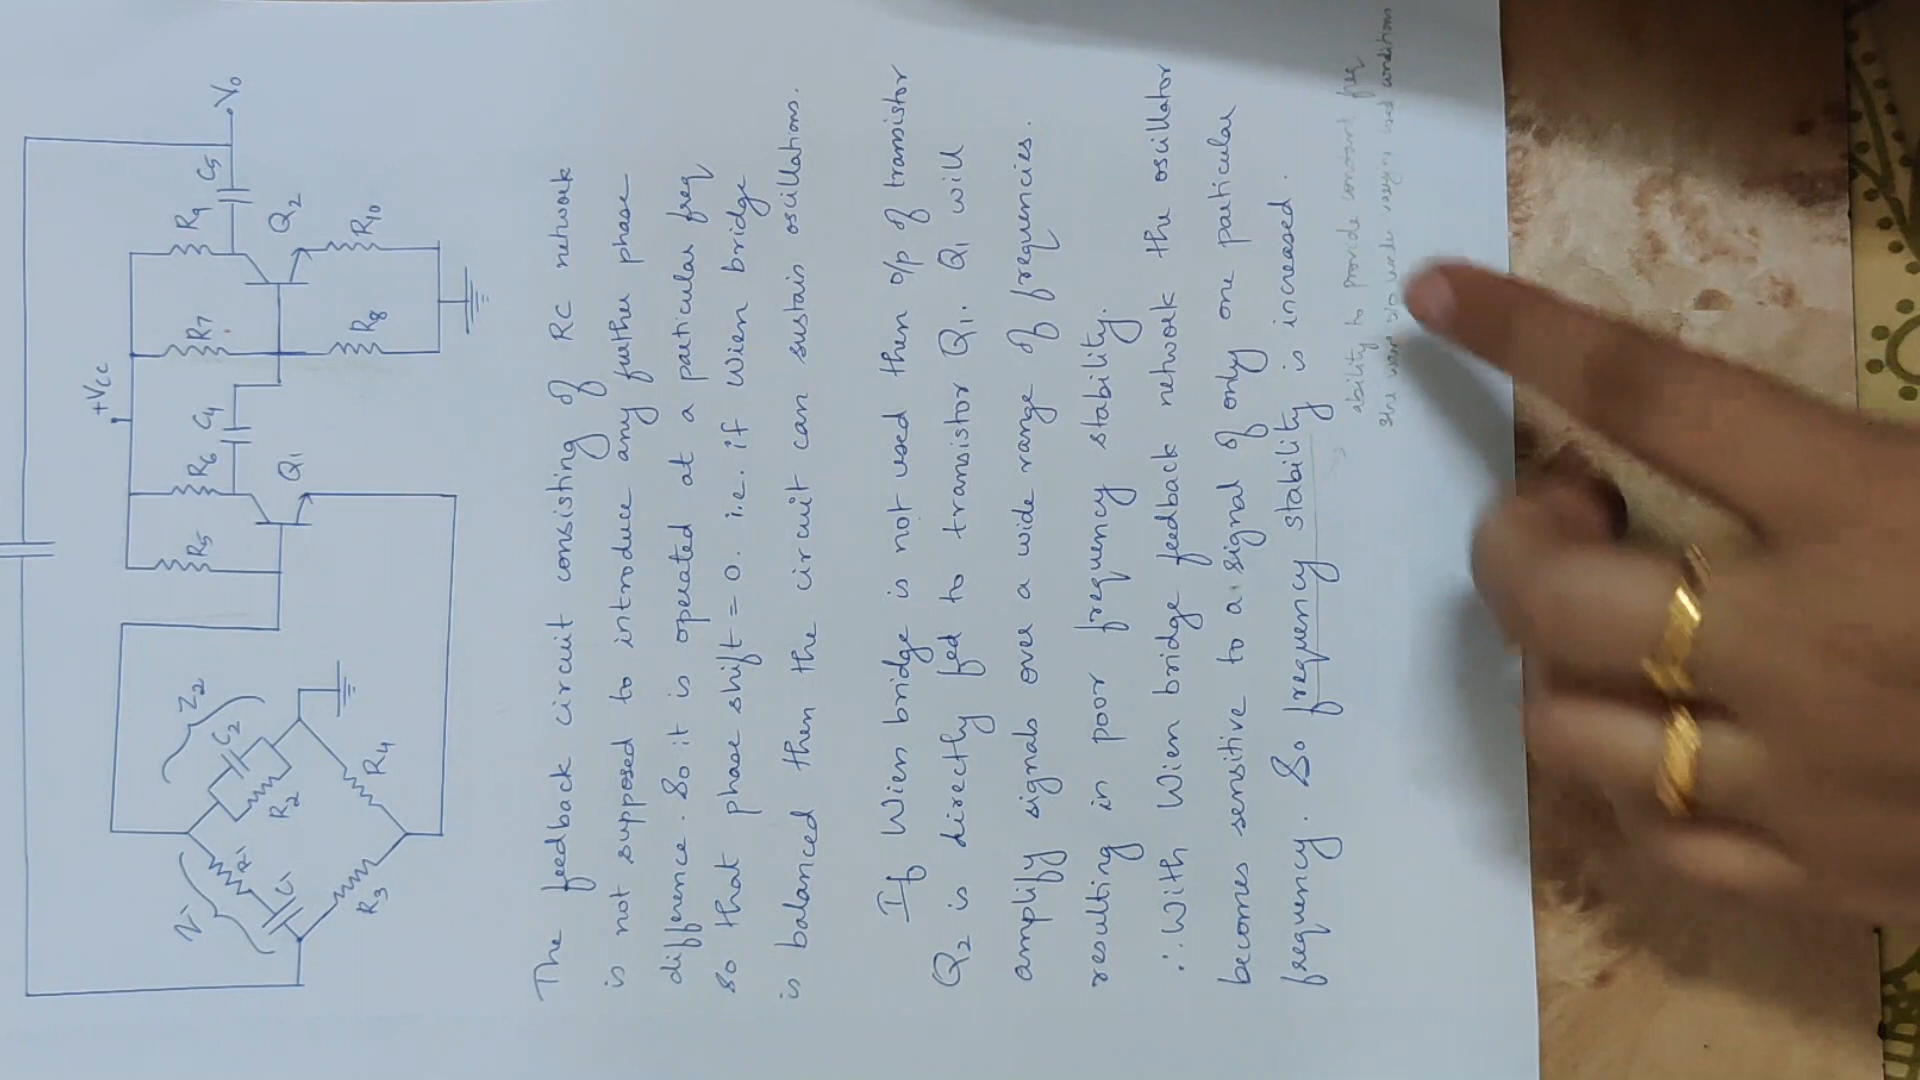 +Vcc
R5
R6
C4
R7
R9
C5
Vo
Q1
Q2
R8
R10
Z1
Z2
R1
C1
C2
R2
R3
R4
The feedback circuit consisting of RC network
is not supposed to introduce any further phase
difference. So it is operated at a particular freq
so that phase shift = 0. i.e. if Wien bridge
is balanced then the circuit can sustain oscillations.
If Wien bridge is not used then o/p of transistor
Q2 is directly fed to transistor Q1. Q1 will
amplify signals over a wide range of frequencies.
resulting in poor frequency stability.
∴ With Wien bridge feedback network the oscillator
becomes sensitive to a signal of only one particular
frequency. So frequency stability is increased.
ability to provide constant freq
under varying load conditions